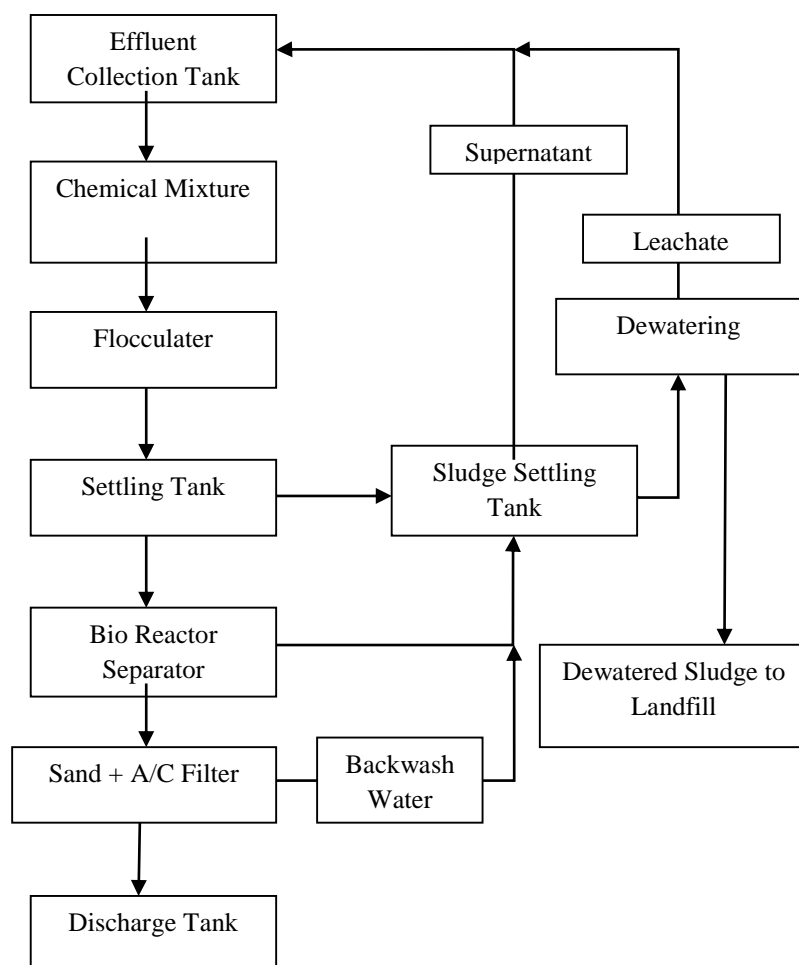 Effluent
Collection Tank
Supernatant
Chemical Mixture
Leachate
Flocculater
Dewatering
Settling Tank
Sludge Settling
Tank
Bio Reactor
Separator
Dewatered Sludge to
Landfill
Sand + A/C Filter
Backwash
Water
Discharge Tank